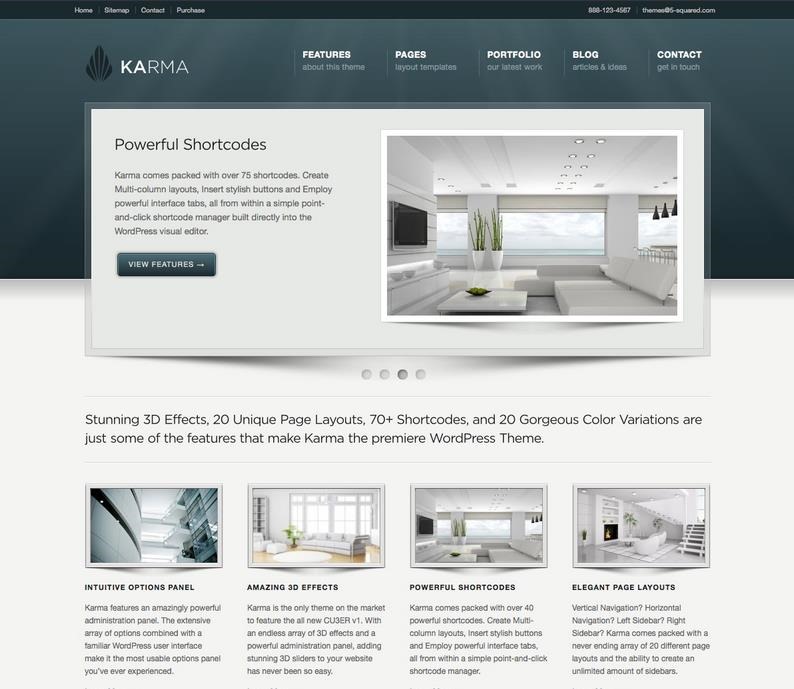 Home Sitemap Contact Purchase 888-123-4567 themes@5-squared.com
KARMA
FEATURES PAGES PORTFOLIO BLOG CONTACT
about this theme layout templates our latest work articles & ideas get in touch
Powerful Shortcodes
Karma comes packed with over 75 shortcodes. Create
Multi-column layouts, Insert stylish buttons and Employ
powerful interface tabs, all from within a simple point-
and-click shortcode manager built directly into the
WordPress visual editor.
VIEW FEATURES →
Stunning 3D Effects, 20 Unique Page Layouts, 70+ Shortcodes, and 20 Gorgeous Color Variations are
just some of the features that make Karma the premiere WordPress Theme.
INTUITIVE OPTIONS PANEL
Karma features an amazingly powerful
administration panel. The extensive
array of options combined with a
familiar WordPress user interface
make it the most usable options panel
you've ever experienced.
AMAZING 3D EFFECTS
Karma is the only theme on the market
to feature the all new CU3ER v1. With
an endless array of 3D effects and a
powerful administration panel, adding
stunning 3D sliders to your website
has never been so easy.
POWERFUL SHORTCODES
Karma comes packed with over 40
powerful shortcodes. Create Multi-
column layouts, Insert stylish buttons
and Employ powerful interface tabs,
all from within a simple point-and-click
shortcode manager.
ELEGANT PAGE LAYOUTS
Vertical Navigation? Horizontal
Navigation? Left Sidebar? Right
Sidebar? Karma comes packed with a
never ending array of 20 different page
layouts and the ability to create an
unlimited amount of sidebars.